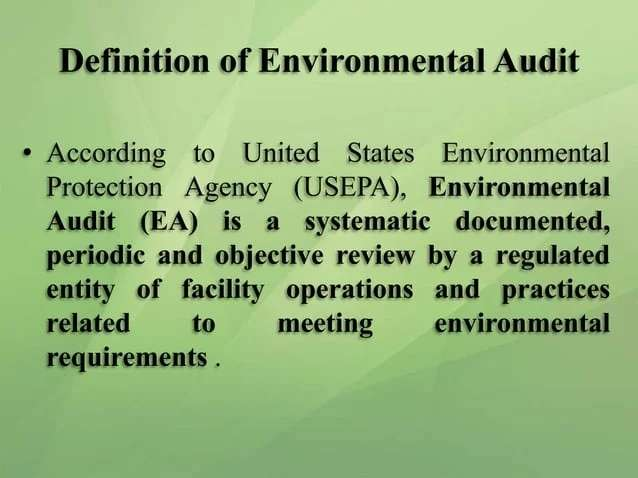 Definition of Environmental Audit
• According to United States Environmental
Protection Agency (USEPA), Environmental
Audit (EA) is a systematic documented,
periodic and objective review by a regulated
entity of facility operations and practices
related to meeting environmental
requirements .